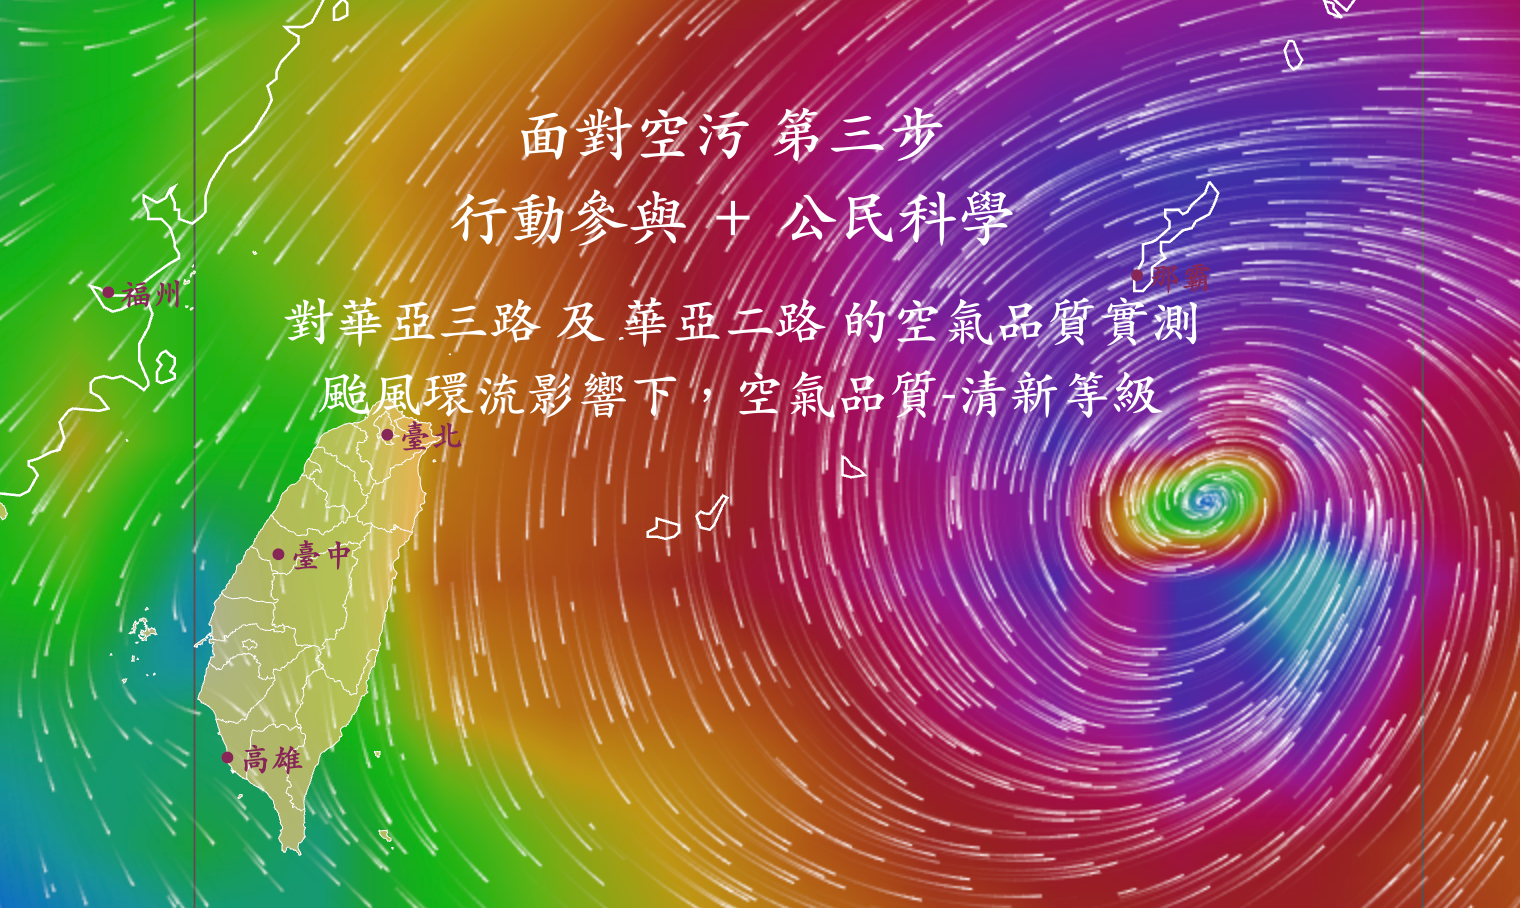 面對空污 第三步
行動參與 + 公民科學
那霸
福州
對華亞三路 及 華亞二路 的空氣品質實測
颱風環流影響下，空氣品質-清新等級
臺北
臺中
高雄